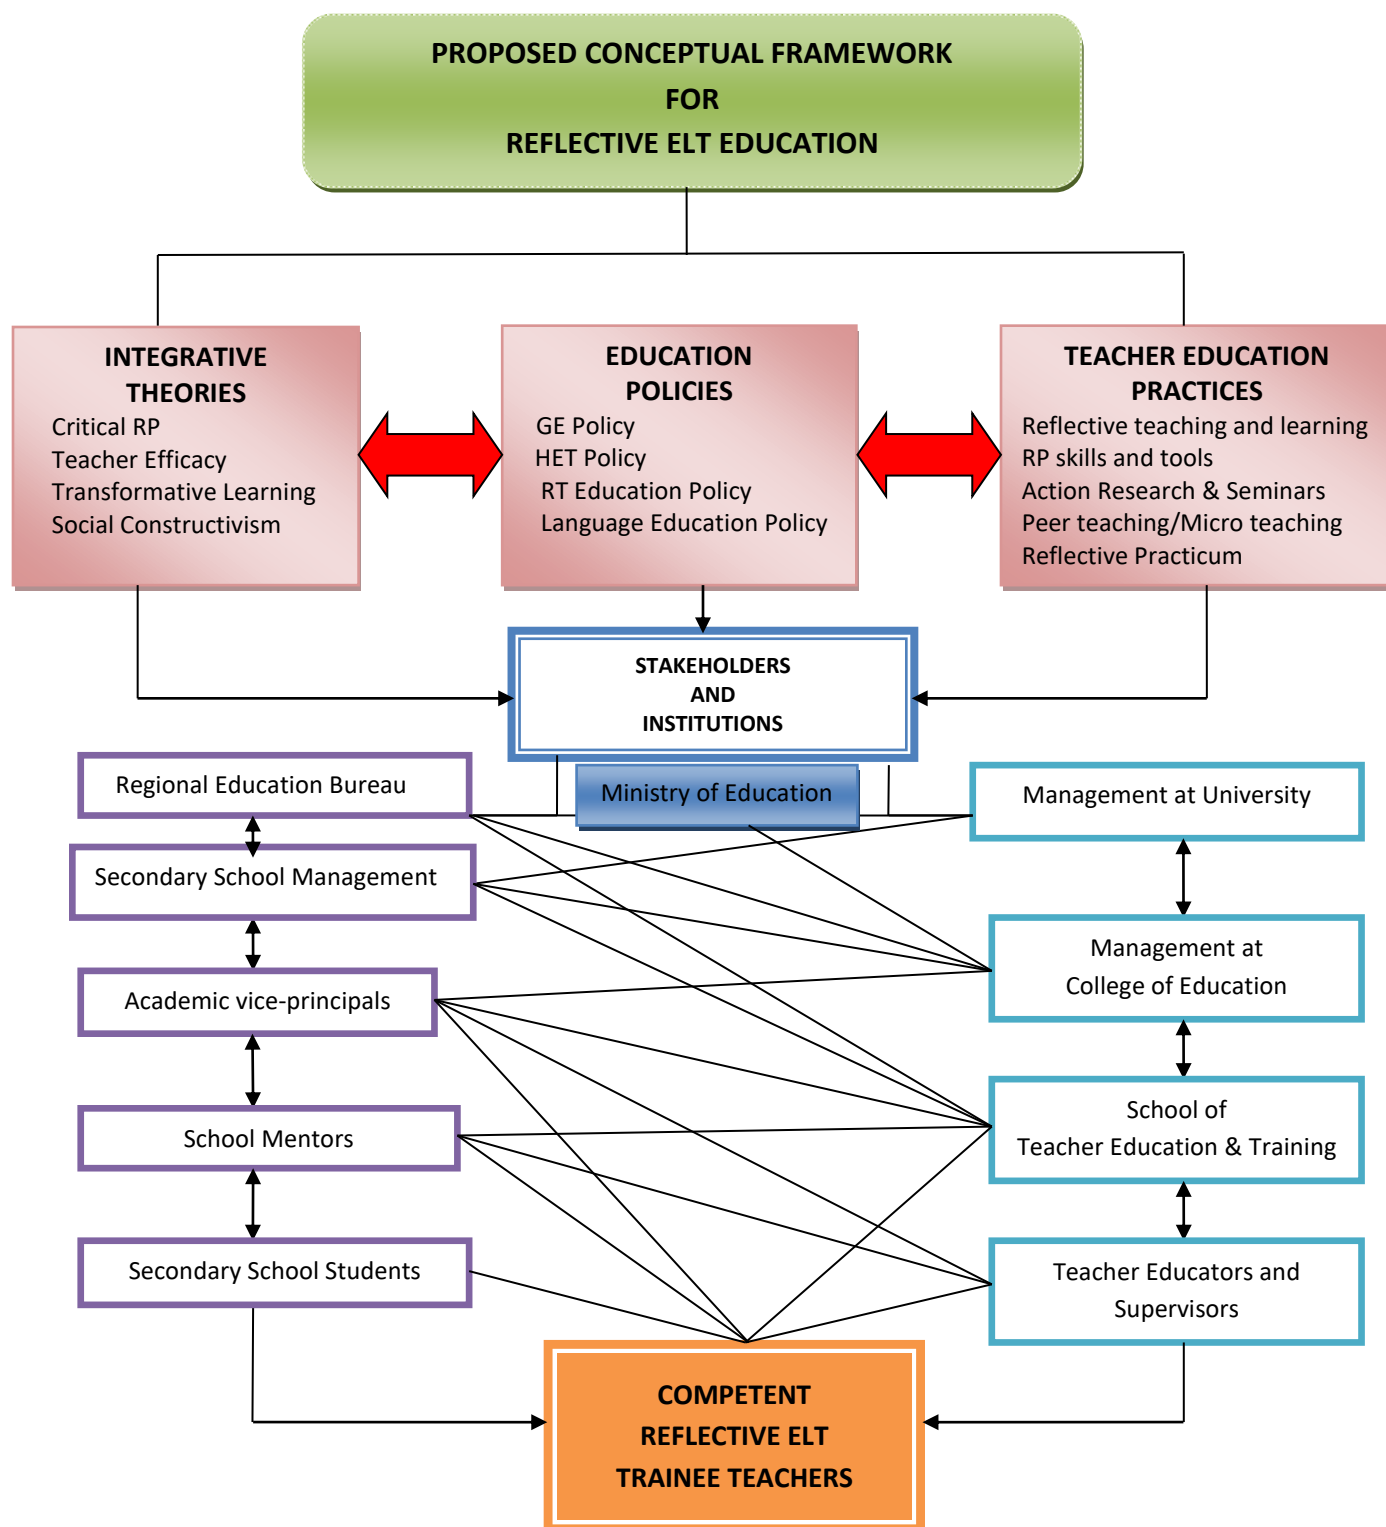 PROPOSED CONCEPTUAL FRAMEWORK
FOR
REFLECTIVE ELT EDUCATION
INTEGRATIVE
THEORIES
Critical RP
Teacher Efficacy
Transformative Learning
Social Constructivism
EDUCATION
POLICIES
GE Policy
HET Policy
RT Education Policy
Language Education Policy
TEACHER EDUCATION
PRACTICES
Reflective teaching and learning
RP skills and tools
Action Research & Seminars
Peer teaching/Micro teaching
Reflective Practicum
STAKEHOLDERS
AND
INSTITUTIONS
Regional Education Bureau
Ministry of Education
Management at University
Secondary School Management
Management at
College of Education
Academic vice-principals
School Mentors
School of
Teacher Education & Training
Secondary School Students
Teacher Educators and
Supervisors
COMPETENT
REFLECTIVE ELT
TRAINEE TEACHERS